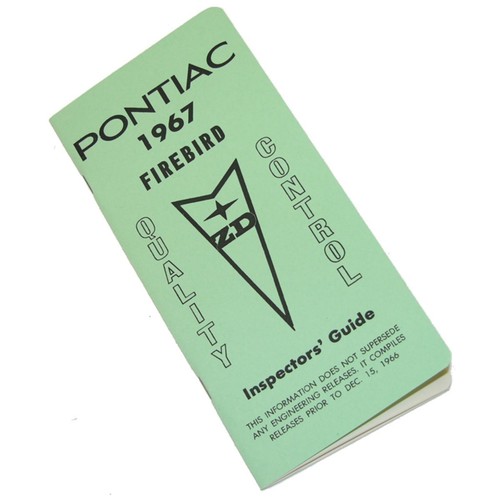 PONTIAC
1967
FIREBIRD
QUALITY
CONTROL
ZD
Inspectors' Guide
THIS INFORMATION DOES NOT SUPERSEDE
ANY ENGINEERING RELEASES. IT COMPILES
RELEASES PRIOR TO DEC. 15, 1966